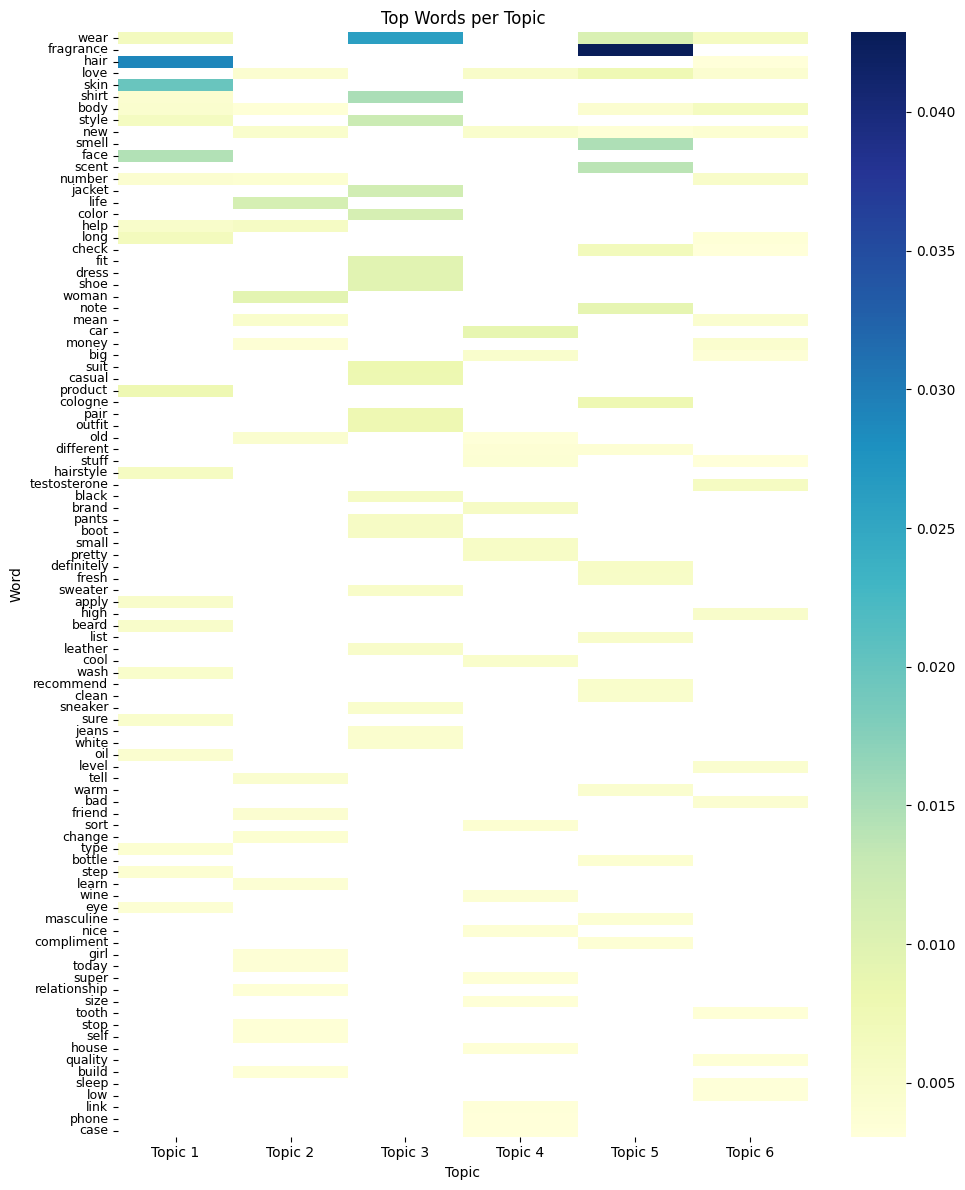 Top Words per Topic
wear
fragrance
hair
love
skin
shirt
body
style
new
smell
face
scent
number
jacket
life
color
help
long
check
fit
dress
shoe
woman
note
mean
car
money
big
suit
casual
product
cologne
pair
outfit
old
different
stuff
hairstyle
testosterone
black
brand
pants
boot
small
pretty
definitely
fresh
sweater
apply
high
beard
list
leather
cool
wash
recommend
clean
sneaker
sure
jeans
white
oil
level
tell
warm
bad
friend
sort
change
type
bottle
step
learn
wine
eye
masculine
nice
compliment
girl
today
super
relationship
size
tooth
stop
self
house
quality
build
sleep
low
link
phone
case
Word
Topic 1 Topic 2 Topic 3 Topic 4 Topic 5 Topic 6
Topic
0.040
0.035
0.030
0.025
0.020
0.015
0.010
0.005